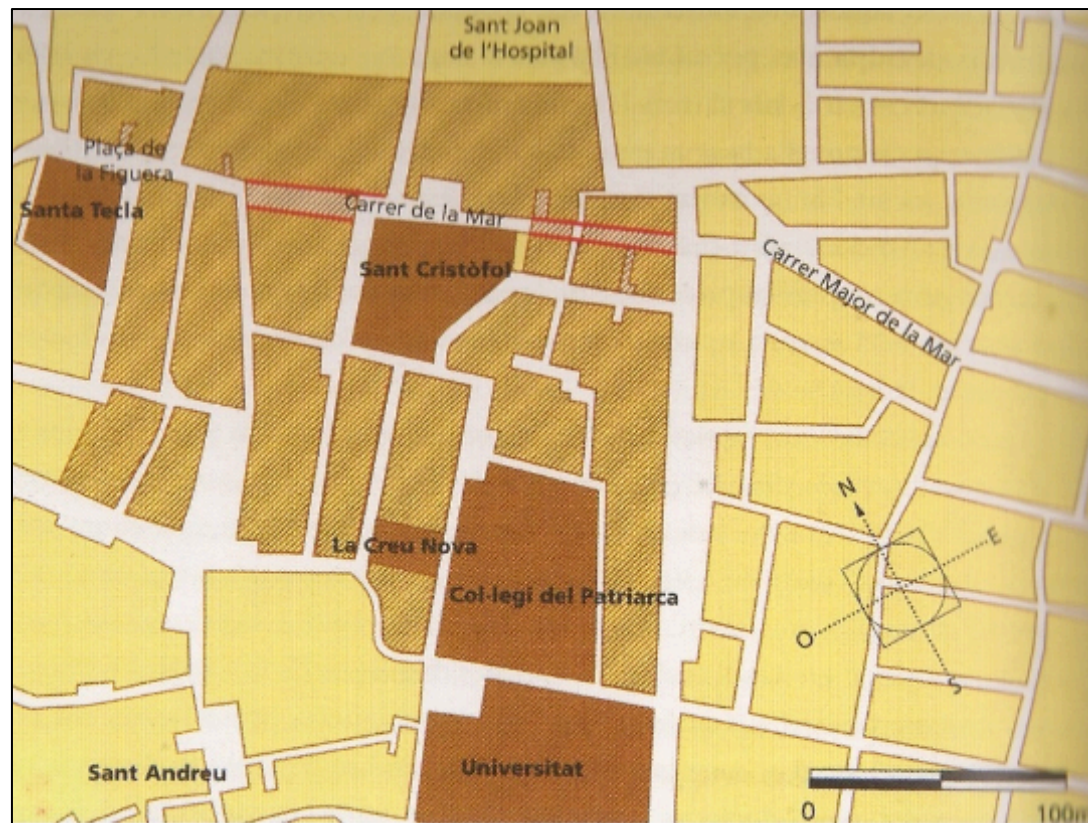 Sant Joan
de l'Hospital
Plaça de
la Figuera
Santa Tecla
Carrer de la Mar
Sant Cristòfol
Carrer Major de la Mar
N
E
La Creu Nova
Col·legi del Patriarca
O
S
Sant Andreu
Universitat
0
100m